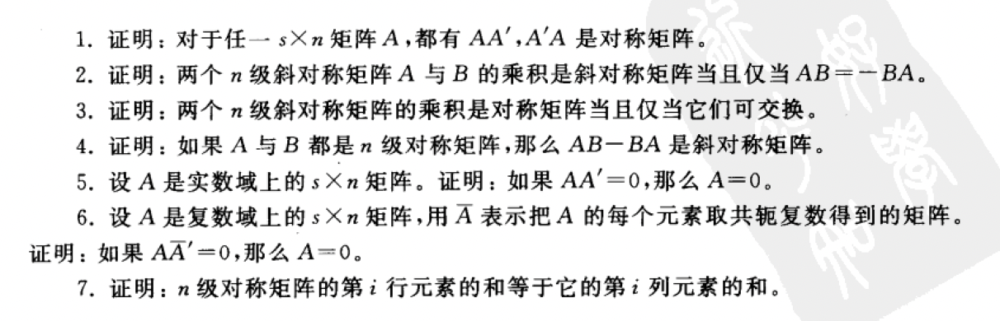 1. 证明：对于任一 s×n 矩阵 A，都有 AA′，A′A 是对称矩阵。
2. 证明：两个 n 级斜对称矩阵 A 与 B 的乘积是斜对称矩阵当且仅当 AB＝－BA。
3. 证明：两个 n 级斜对称矩阵的乘积是对称矩阵当且仅当它们可交换。
4. 证明：如果 A 与 B 都是 n 级对称矩阵，那么 AB－BA 是斜对称矩阵。
5. 设 A 是实数域上的 s×n 矩阵。证明：如果 AA′＝0，那么 A＝0。
6. 设 A 是复数域上的 s×n 矩阵，用 A̅ 表示把 A 的每个元素取共轭复数得到的矩阵。
证明：如果 AA̅′＝0，那么 A＝0。
7. 证明：n 级对称矩阵的第 i 行元素的和等于它的第 i 列元素的和。